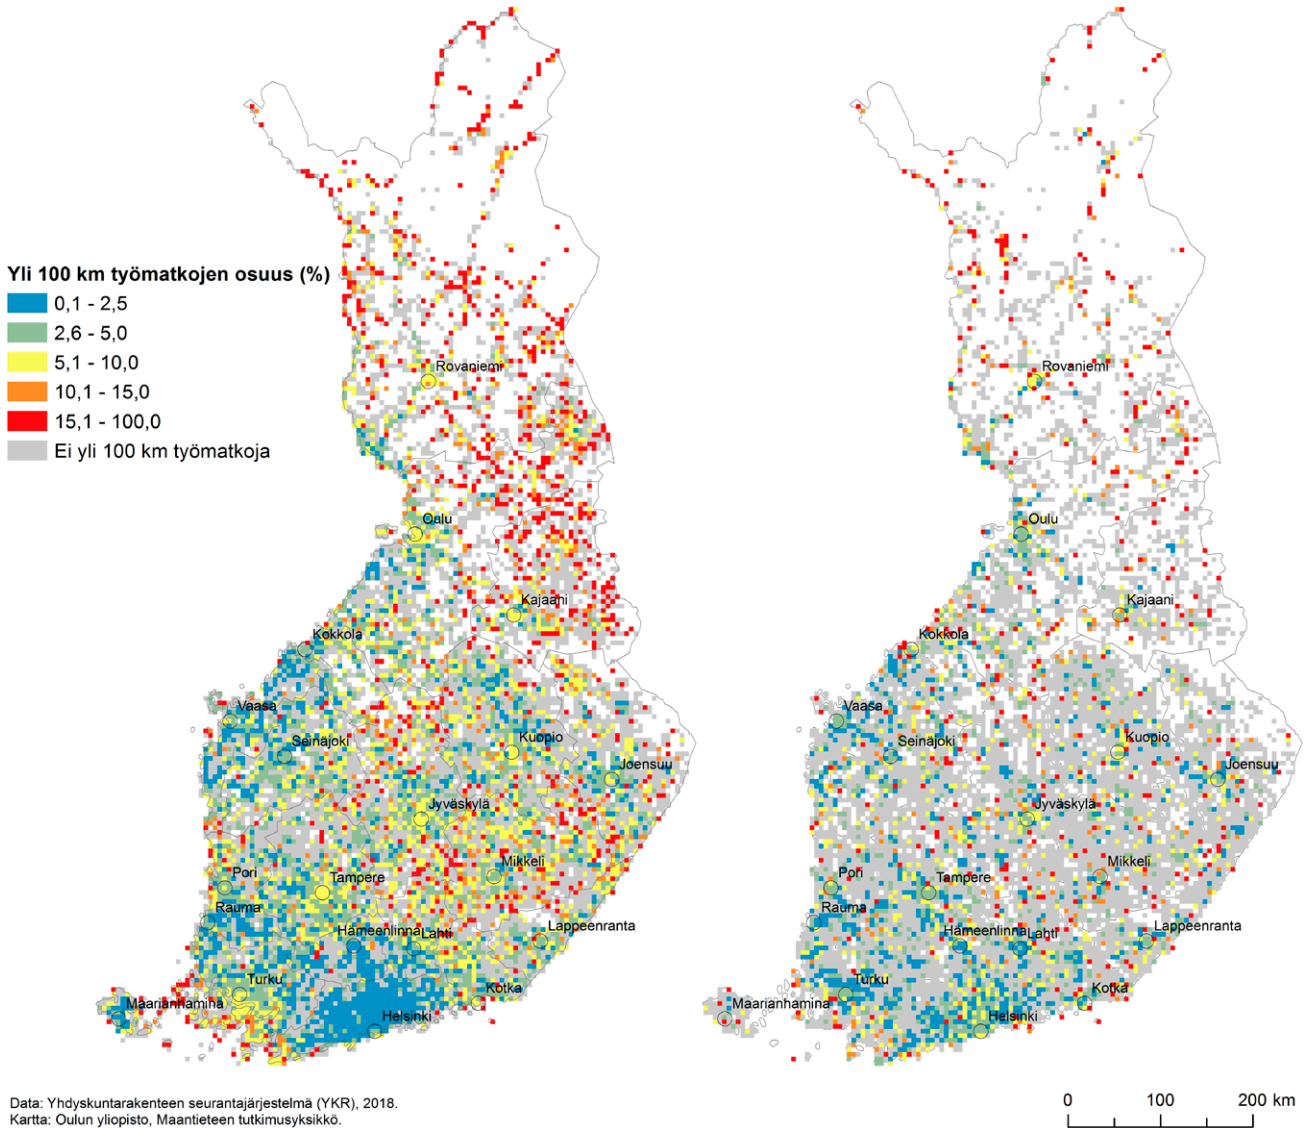 Yli 100 km työmatkojen osuus (%)
0,1 - 2,5
2,6 - 5,0
5,1 - 10,0
10,1 - 15,0
15,1 - 100,0
Ei yli 100 km työmatkoja
Rovaniemi
Oulu
Kajaani
Kokkola
Vaasa
Seinäjoki
Kuopio
Joensuu
Jyväskylä
Mikkeli
Pori
Tampere
Rauma
Hämeenlinna
Lahti
Lappeenranta
Turku
Kotka
Maarianhamina
Helsinki
Rovaniemi
Oulu
Kajaani
Kokkola
Vaasa
Seinäjoki
Kuopio
Joensuu
Jyväskylä
Mikkeli
Pori
Tampere
Rauma
Hämeenlinna
Lahti
Lappeenranta
Turku
Kotka
Maarianhamina
Helsinki
Data: Yhdyskuntarakenteen seurantajärjestelmä (YKR), 2018.
Kartta: Oulun yliopisto, Maantieteen tutkimusyksikkö.
0 100 200 km